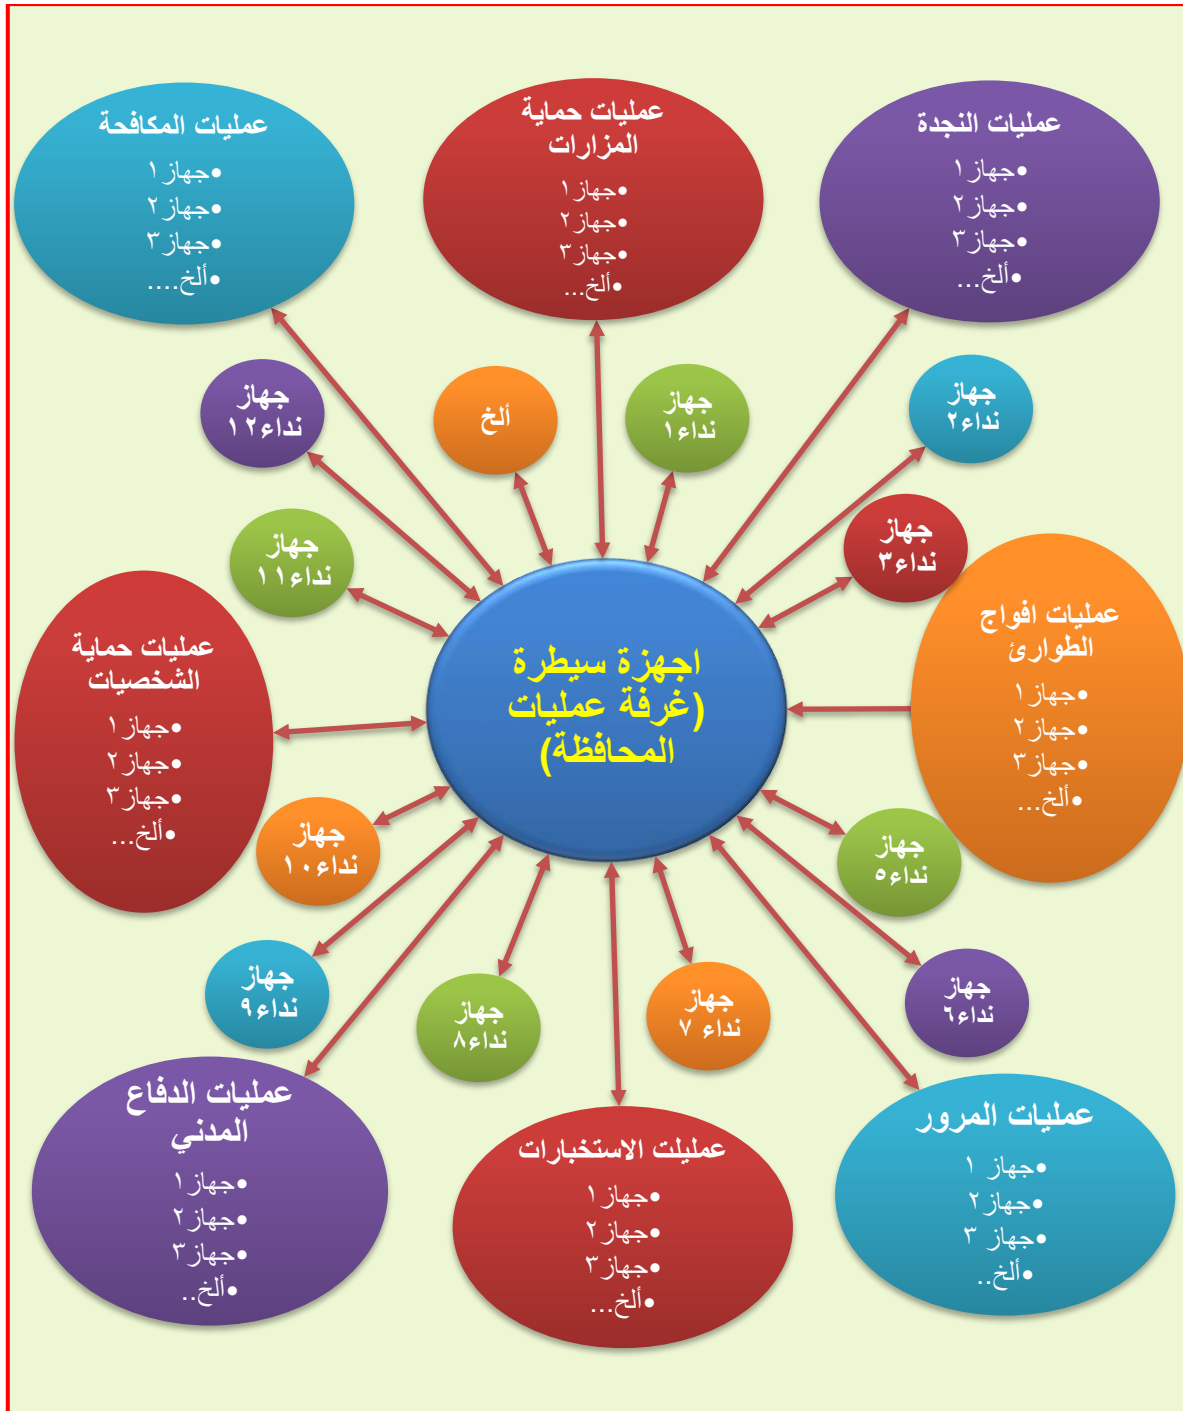 عمليات النجدة
•جهاز١
•جهاز٢
•جهاز٣
•ألخ...
عمليات حماية
المزارات
•جهاز١
•جهاز٢
•جهاز٣
•ألخ...
عمليات المكافحة
•جهاز١
•جهاز٢
•جهاز٣
•ألخ....
جهاز
نداء٢
جهاز
نداء١
ألخ
جهاز
نداء١٢
جهاز
نداء٣
جهاز
نداء١١
عمليات افواج
الطوارئ
•جهاز١
•جهاز٢
•جهاز٣
•ألخ...
اجهزة سيطرة
(غرفة عمليات
المحافظة)
عمليات حماية
الشخصيات
•جهاز١
•جهاز٢
•جهاز٣
•ألخ...
جهاز
نداء٥
جهاز
نداء١٠
جهاز
نداء٦
جهاز
نداء ٧
جهاز
نداء٨
جهاز
نداء٩
عمليات المرور
•جهاز ١
•جهاز٢
•جهاز ٣
•ألخ..
عمليلت الاستخبارات
•جهاز١
•جهاز٢
•جهاز٣
•ألخ...
عمليات الدفاع
المدني
•جهاز١
•جهاز٢
•جهاز٣
•ألخ..